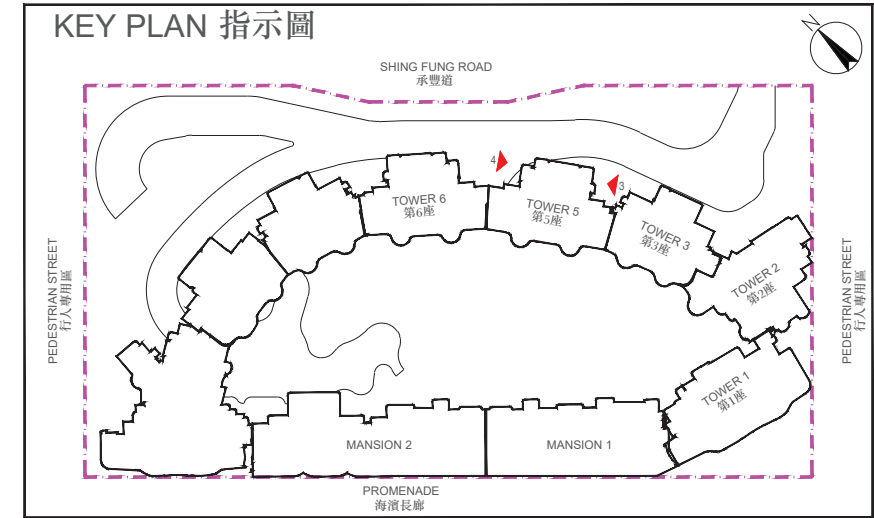 KEY PLAN 指示圖
N
SHING FUNG ROAD
承豐道
4
3
TOWER 6
第6座
TOWER 5
第5座
TOWER 3
第3座
TOWER 2
第2座
TOWER 1
第1座
PEDESTRIAN STREET
行人專用區
PEDESTRIAN STREET
行人專用區
MANSION 2
MANSION 1
PROMENADE
海濱長廊